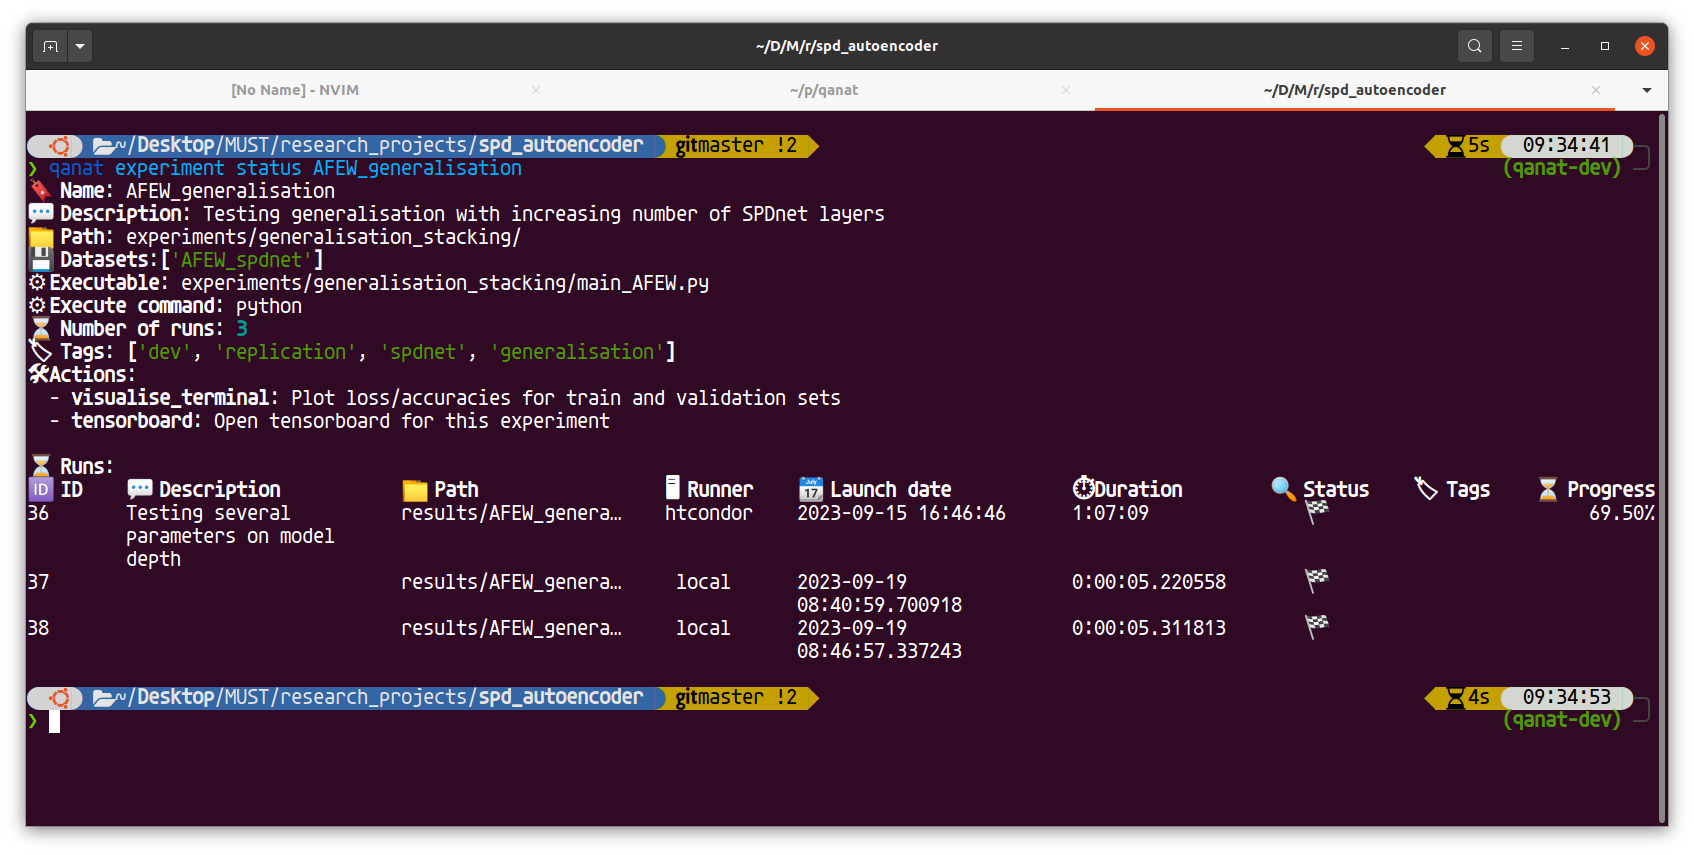 ~/D/M/r/spd_autoencoder
[No Name] - NVIM
~/p/qanat
~/D/M/r/spd_autoencoder
~/Desktop/MUST/research_projects/spd_autoencoder gitmaster !2 5s 09:34:41
❯ qanat experiment status AFEW_generalisation (qanat-dev)
Name: AFEW_generalisation
Description: Testing generalisation with increasing number of SPDnet layers
Path: experiments/generalisation_stacking/
Datasets:['AFEW_spdnet']
Executable: experiments/generalisation_stacking/main_AFEW.py
Execute command: python
Number of runs: 3
Tags: ['dev', 'replication', 'spdnet', 'generalisation']
Actions:
- visualise_terminal: Plot loss/accuracies for train and validation sets
- tensorboard: Open tensorboard for this experiment
Runs:
ID ID Description Path Runner July 17 Launch date Duration Status Tags Progress
36 Testing several results/AFEW_genera… htcondor 2023-09-15 16:46:46 1:07:09 69.50%
parameters on model
depth
37 results/AFEW_genera… local 2023-09-19 0:00:05.220558
08:40:59.700918
38 results/AFEW_genera… local 2023-09-19 0:00:05.311813
08:46:57.337243
~/Desktop/MUST/research_projects/spd_autoencoder gitmaster !2 4s 09:34:53
❯ (qanat-dev)